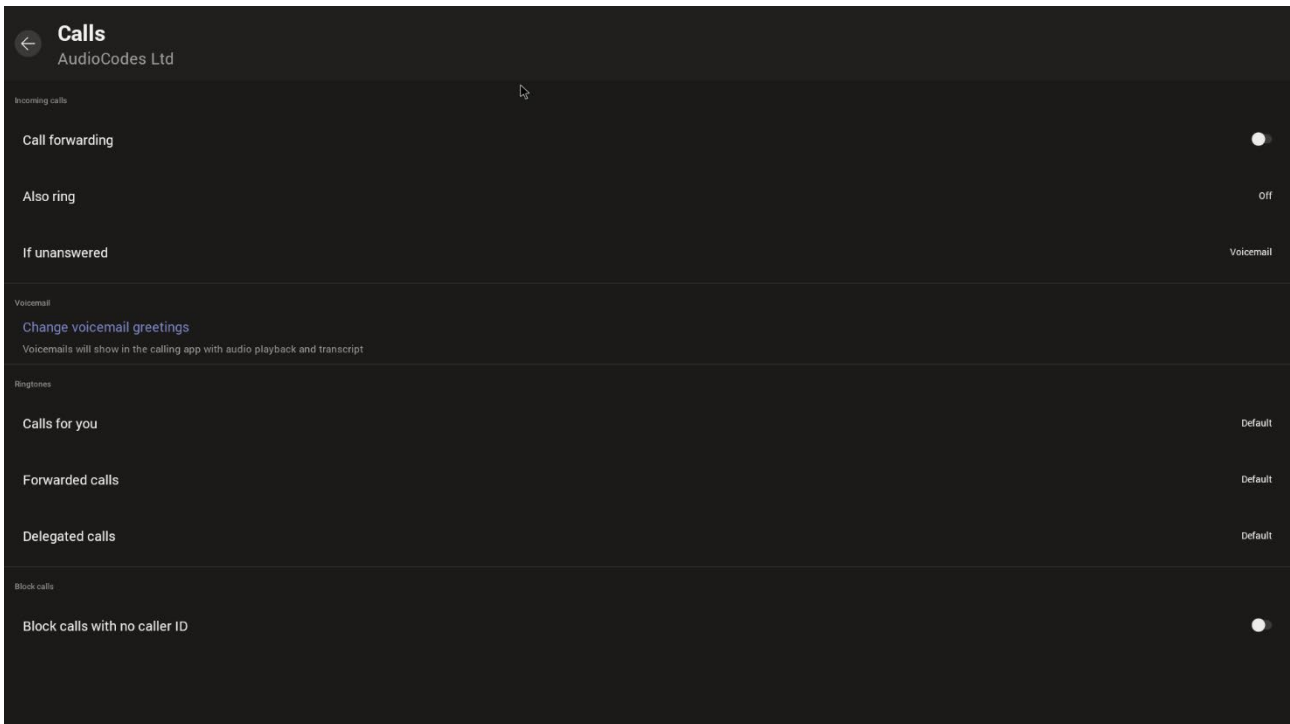 Calls
AudioCodes Ltd
Incoming calls
Call forwarding
Also ring
Off
If unanswered
Voicemail
Voicemail
Change voicemail greetings
Voicemails will show in the calling app with audio playback and transcript
Ringtones
Calls for you
Default
Forwarded calls
Default
Delegated calls
Default
Block calls
Block calls with no caller ID